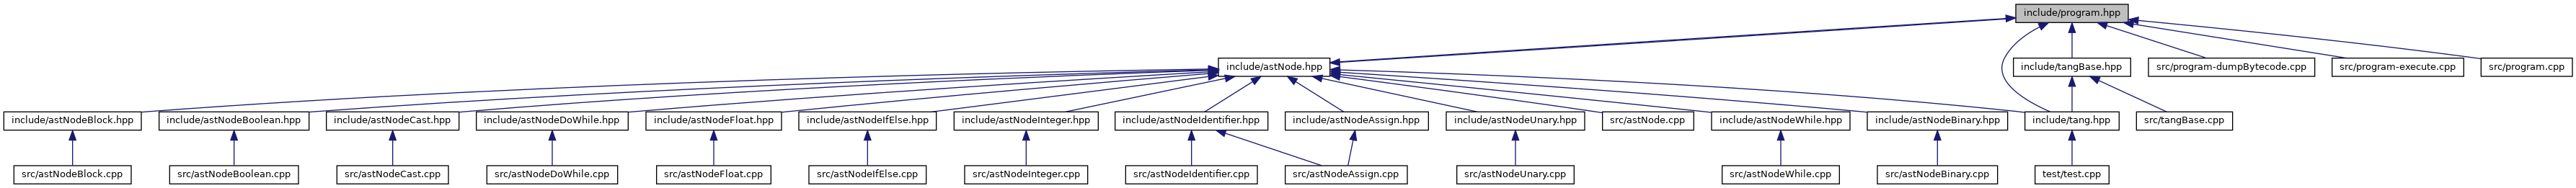 include/program.hpp
include/astNode.hpp
include/tangBase.hpp
src/program-dumpBytecode.cpp
src/program-execute.cpp
src/program.cpp
include/astNodeBlock.hpp
include/astNodeBoolean.hpp
include/astNodeCast.hpp
include/astNodeDoWhile.hpp
include/astNodeFloat.hpp
include/astNodeIfElse.hpp
include/astNodeInteger.hpp
include/astNodeIdentifier.hpp
include/astNodeAssign.hpp
include/astNodeUnary.hpp
src/astNode.cpp
include/astNodeWhile.hpp
include/astNodeBinary.hpp
include/tang.hpp
src/tangBase.cpp
src/astNodeBlock.cpp
src/astNodeBoolean.cpp
src/astNodeCast.cpp
src/astNodeDoWhile.cpp
src/astNodeFloat.cpp
src/astNodeIfElse.cpp
src/astNodeInteger.cpp
src/astNodeIdentifier.cpp
src/astNodeAssign.cpp
src/astNodeUnary.cpp
src/astNodeWhile.cpp
src/astNodeBinary.cpp
test/test.cpp